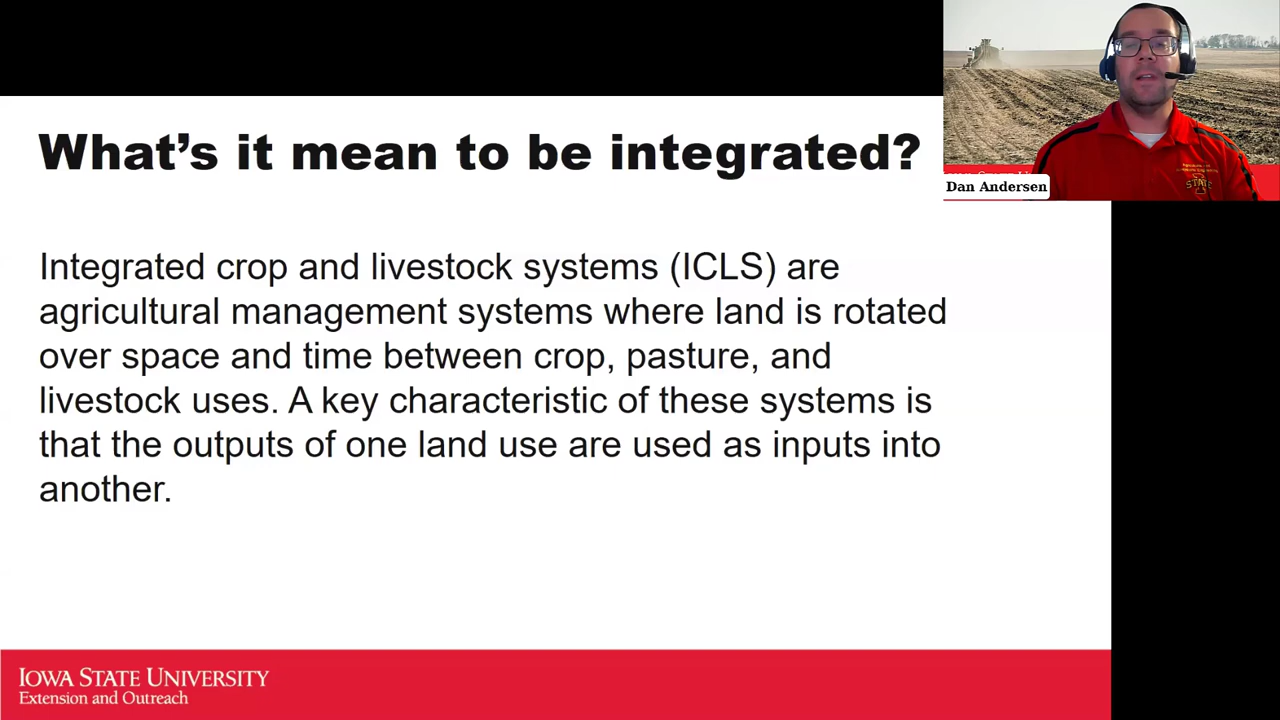 What's it mean to be integrated?
Dan Andersen
STATE
Integrated crop and livestock systems (ICLS) are
agricultural management systems where land is rotated
over space and time between crop, pasture, and
livestock uses. A key characteristic of these systems is
that the outputs of one land use are used as inputs into
another.
IOWA STATE UNIVERSITY
Extension and Outreach